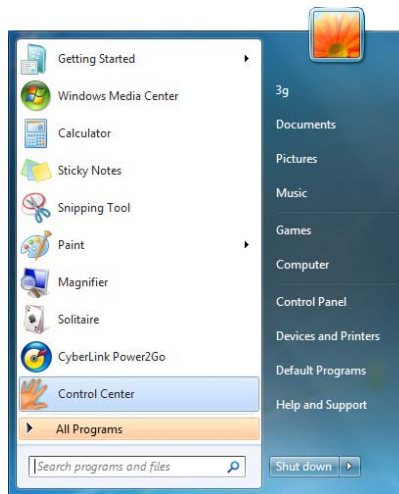 Getting Started
Windows Media Center
Calculator
Sticky Notes
Snipping Tool
Paint
Magnifier
Solitaire
CyberLink Power2Go
Control Center
All Programs
Search programs and files
3g
Documents
Pictures
Music
Games
Computer
Control Panel
Devices and Printers
Default Programs
Help and Support
Shut down